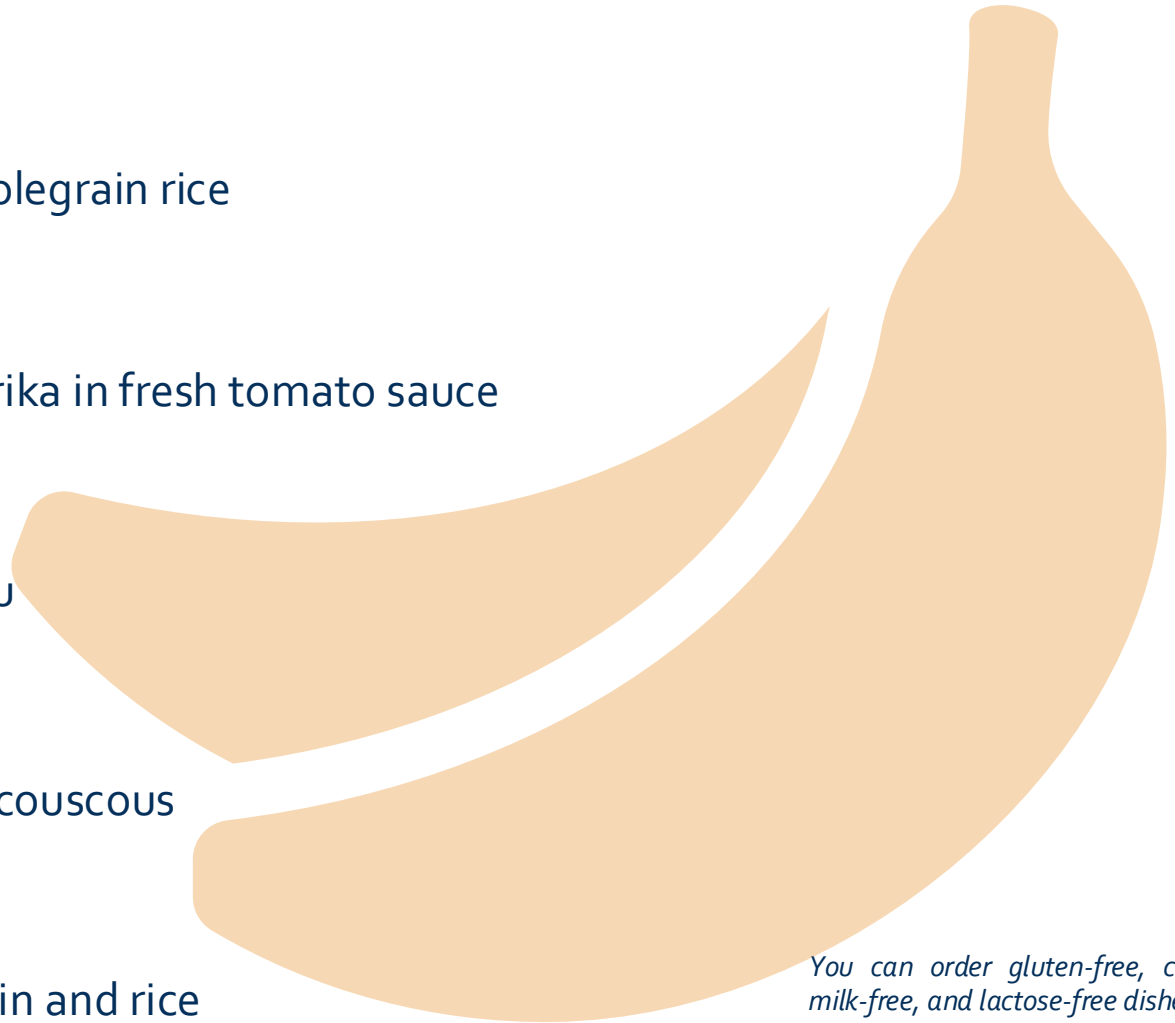 olegrain rice
rika in fresh tomato sauce
u
couscous
in and rice
You can order gluten-free, c
milk-free, and lactose-free dishe